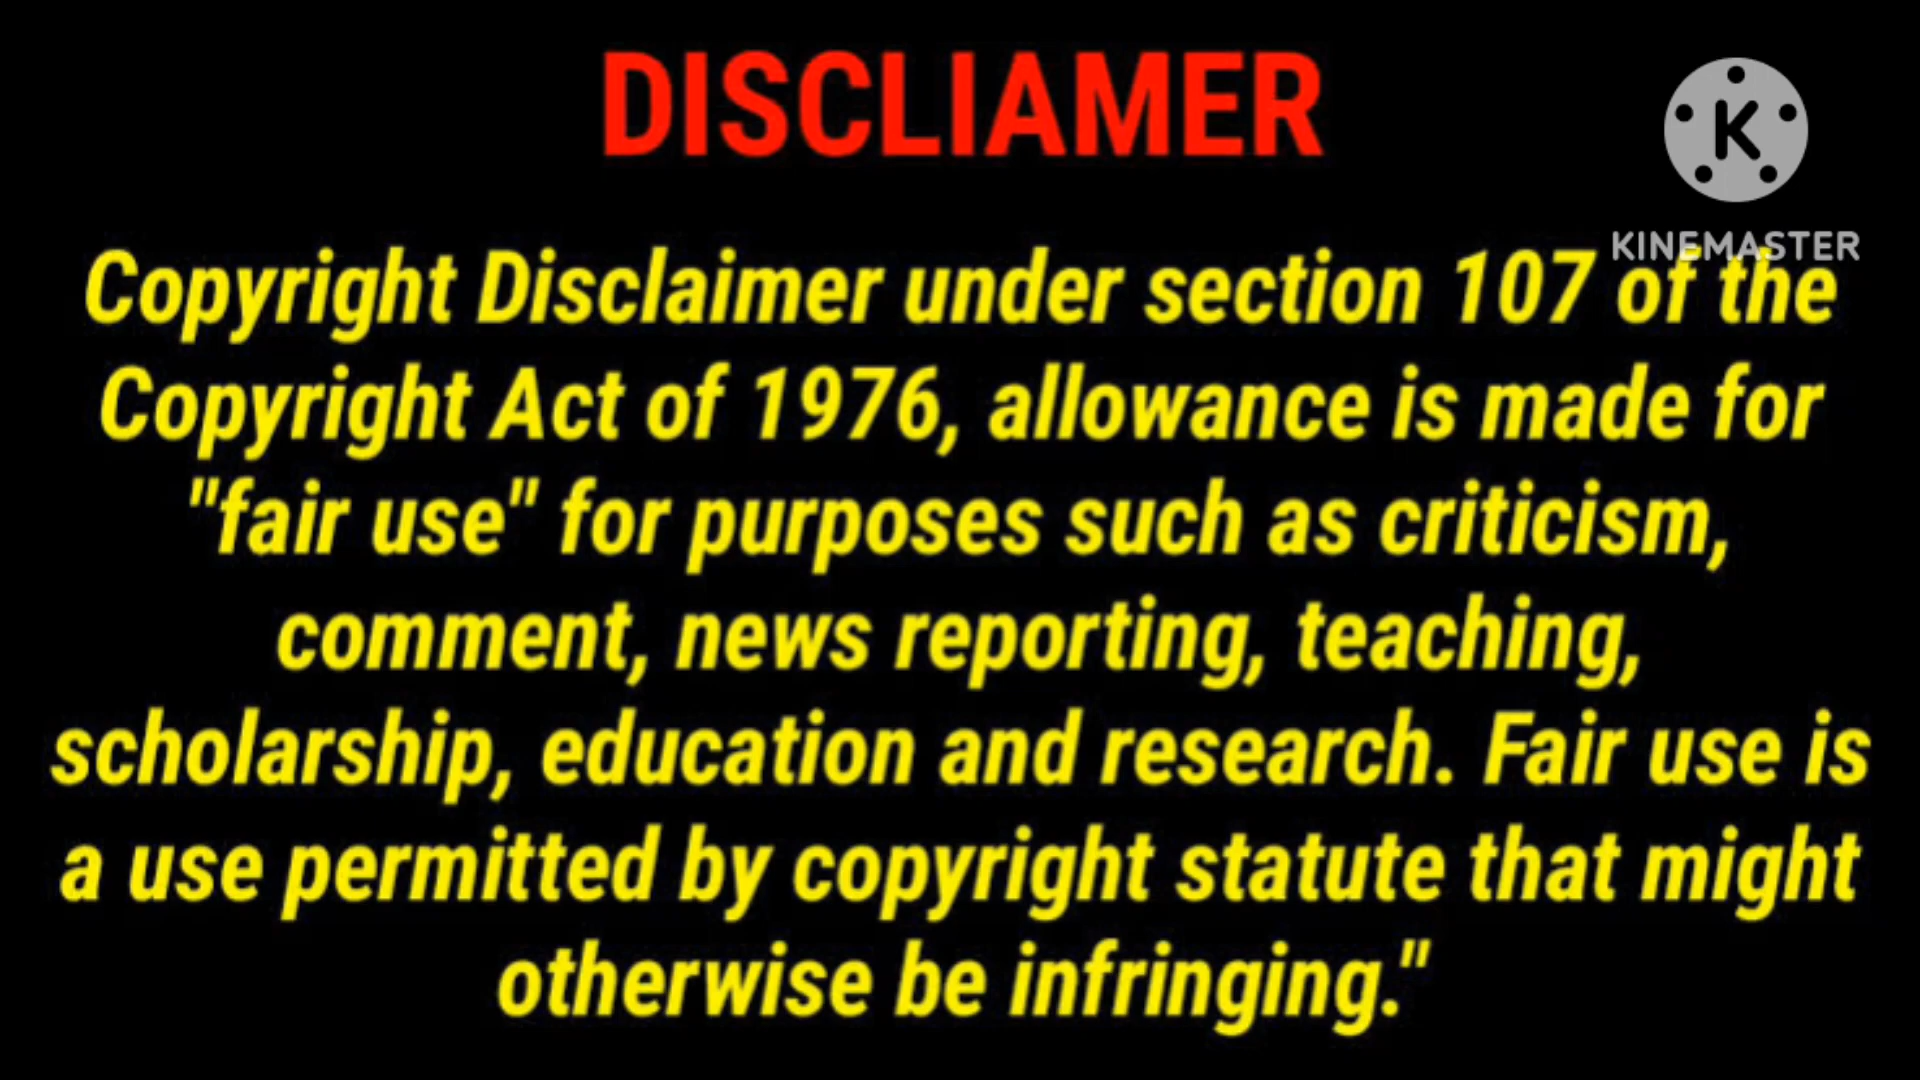 DISCLIAMER
K
KINEMASTER
Copyright Disclaimer under section 107 of the
Copyright Act of 1976, allowance is made for
"fair use" for purposes such as criticism,
comment, news reporting, teaching,
scholarship, education and research. Fair use is
a use permitted by copyright statute that might
otherwise be infringing."